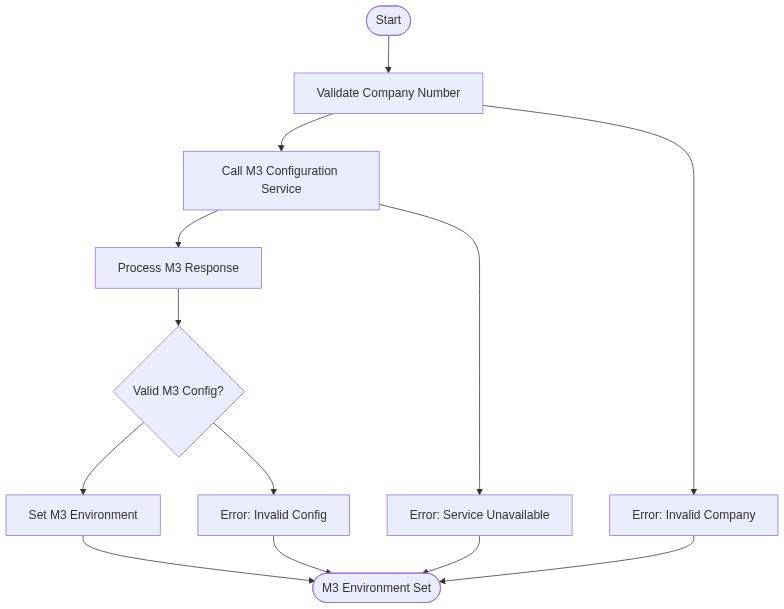 Start
Validate Company Number
Call M3 Configuration
Service
Process M3 Response
Valid M3 Config?
Set M3 Environment
Error: Invalid Config
Error: Service Unavailable
Error: Invalid Company
M3 Environment Set